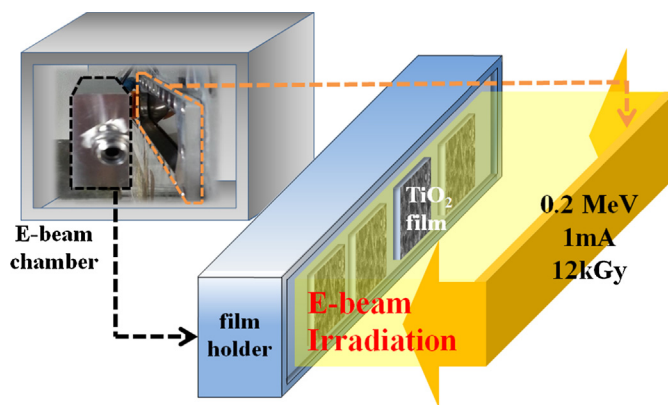 E-beam
chamber
film
holder
TiO₂
film
E-beam
Irradiation
0.2 MeV
1mA
12kGy